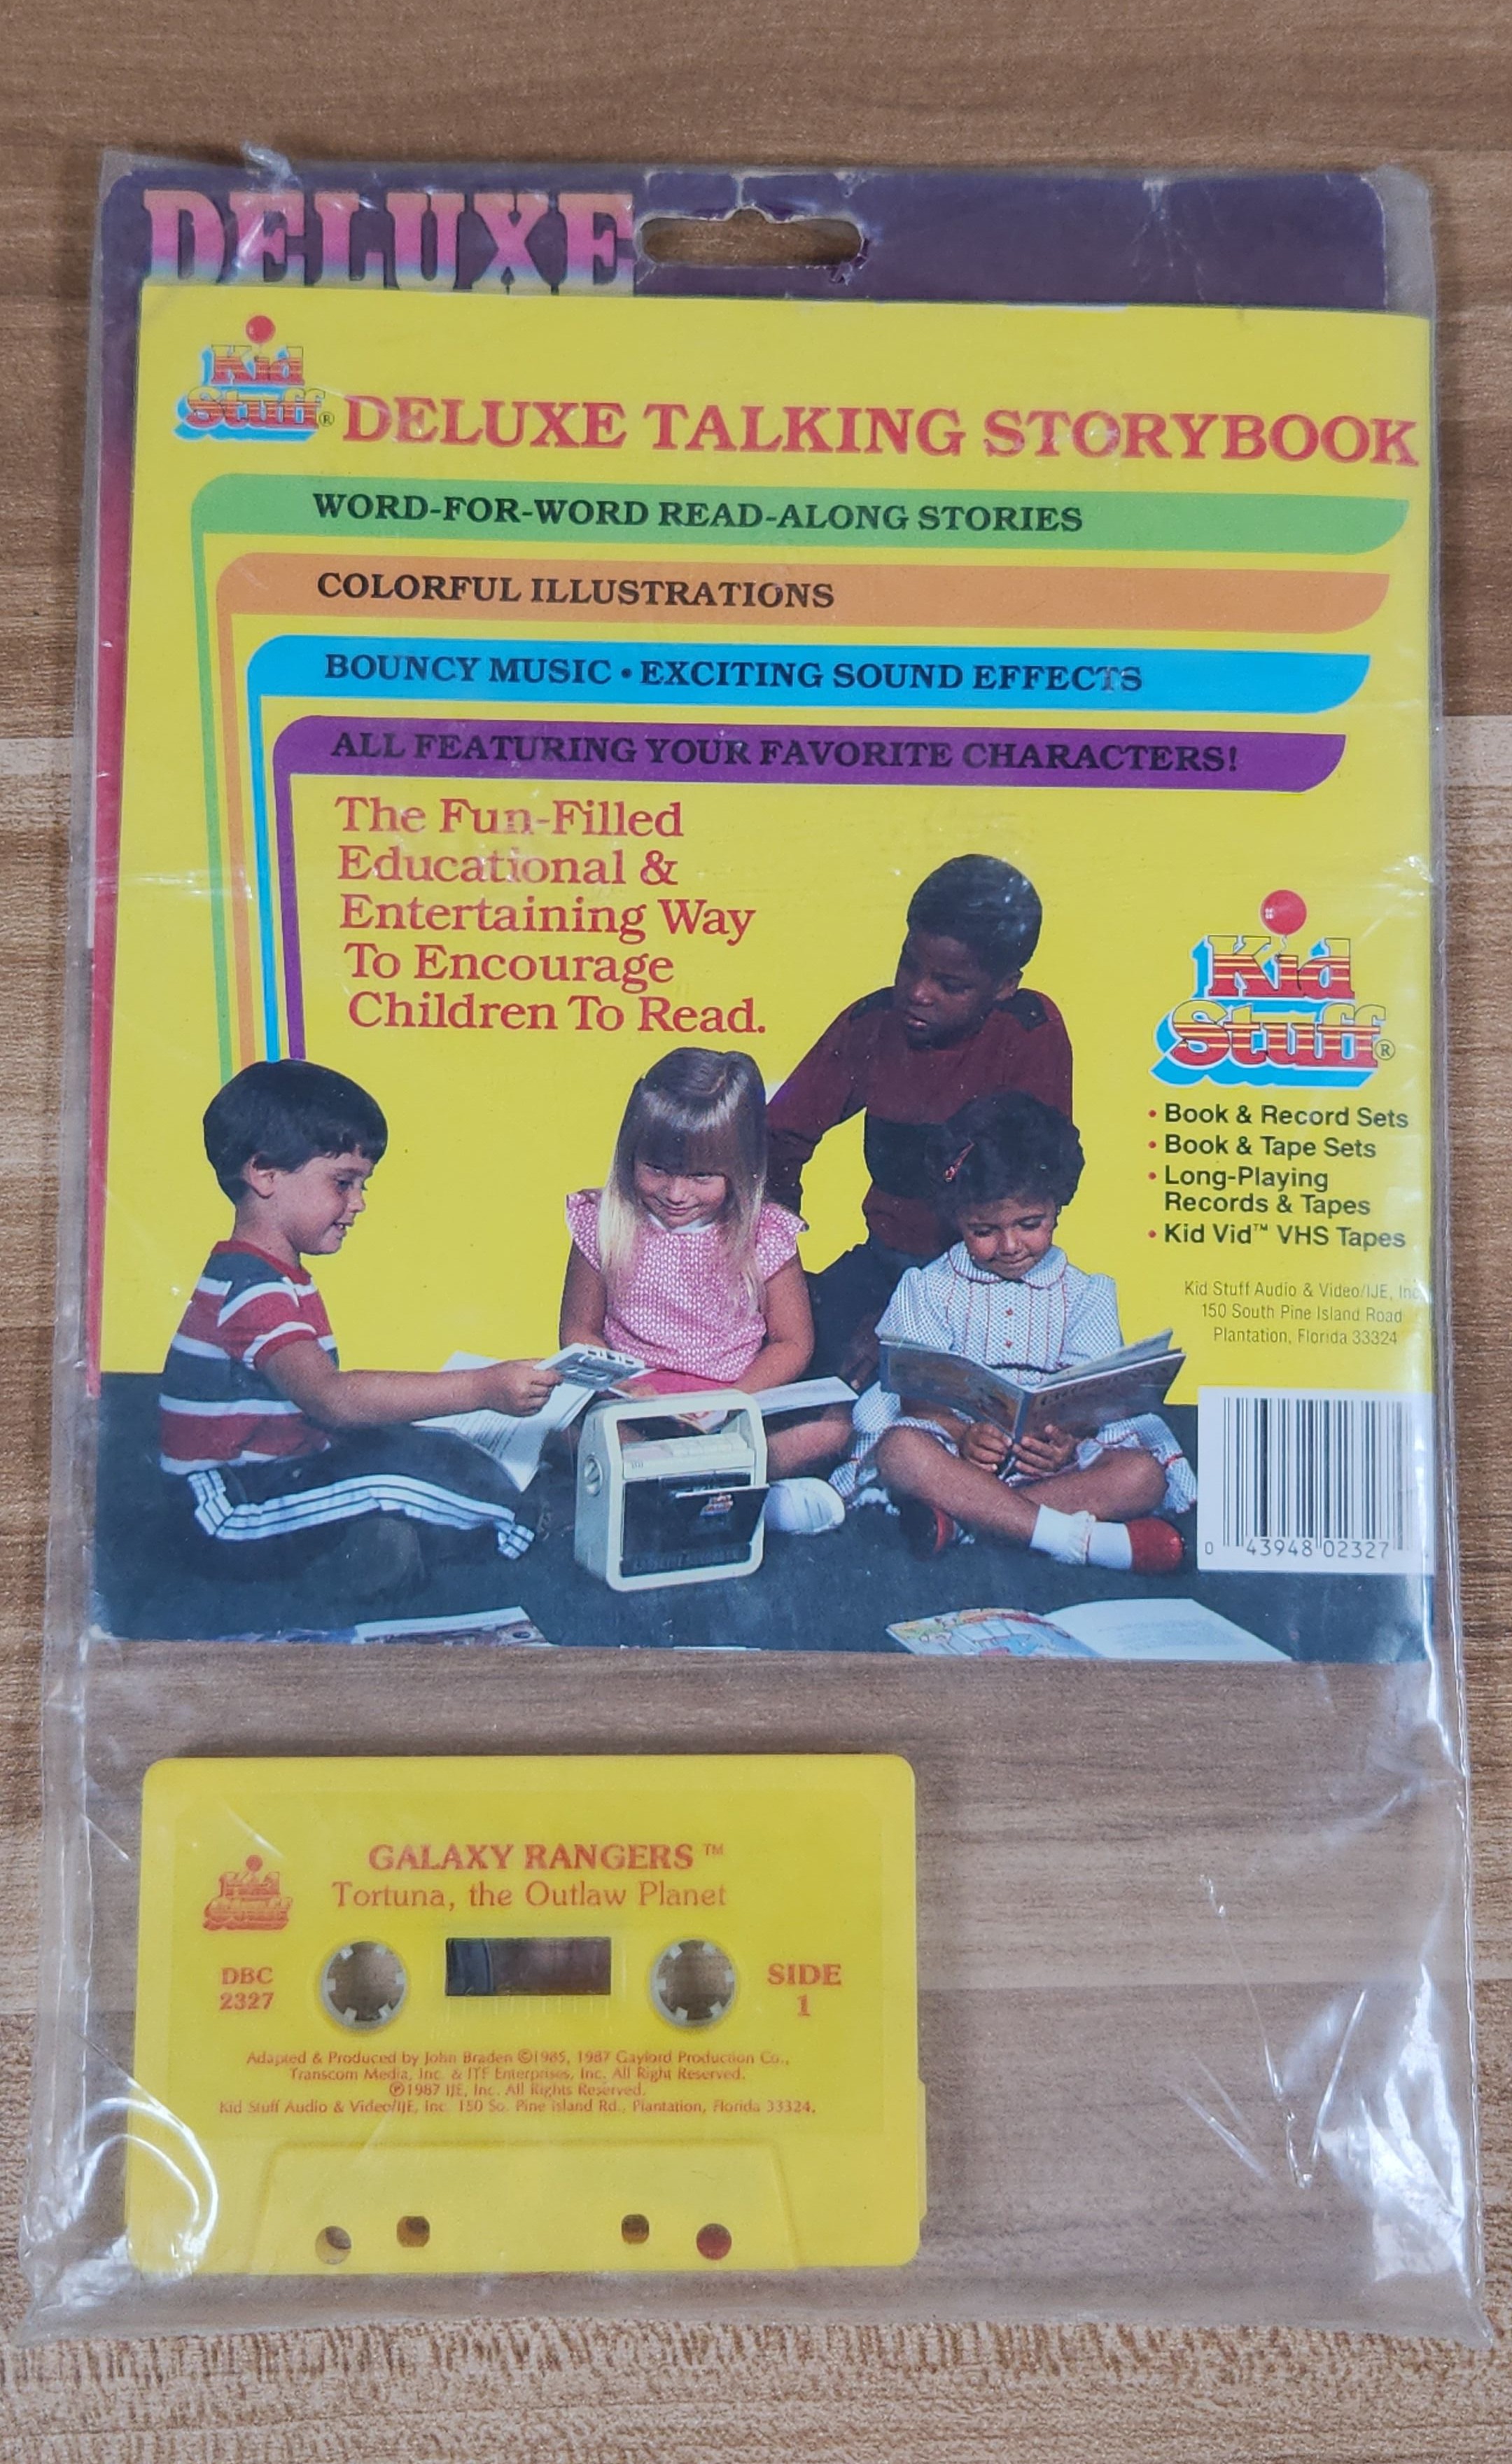 DELUXE
Kid
Stuff®
DELUXE TALKING STORYBOOK
WORD-FOR-WORD READ-ALONG STORIES
COLORFUL ILLUSTRATIONS
BOUNCY MUSIC • EXCITING SOUND EFFECTS
ALL FEATURING YOUR FAVORITE CHARACTERS!
The Fun-Filled
Educational &
Entertaining Way
To Encourage
Children To Read.
Kid
Stuff®
• Book & Record Sets
• Book & Tape Sets
• Long-Playing
Records & Tapes
• Kid Vid™ VHS Tapes
Kid Stuff Audio & Video/IJE, Inc
150 South Pine Island Road
Plantation, Florida 33324
0 43948 02327
GALAXY RANGERS™
Tortuna, the Outlaw Planet
Kid
Stuff
DBC
2327
SIDE
1
Adapted & Produced by John Braden ©1985, 1987 Gaylord Production Co.,
Transcom Media, Inc. & ITF Enterprises, Inc. All Right Reserved.
℗1987 IJE, Inc. All Rights Reserved.
Kid Stuff Audio & Video/IJE, Inc. 150 So. Pine Island Rd., Plantation, Florida 33324.